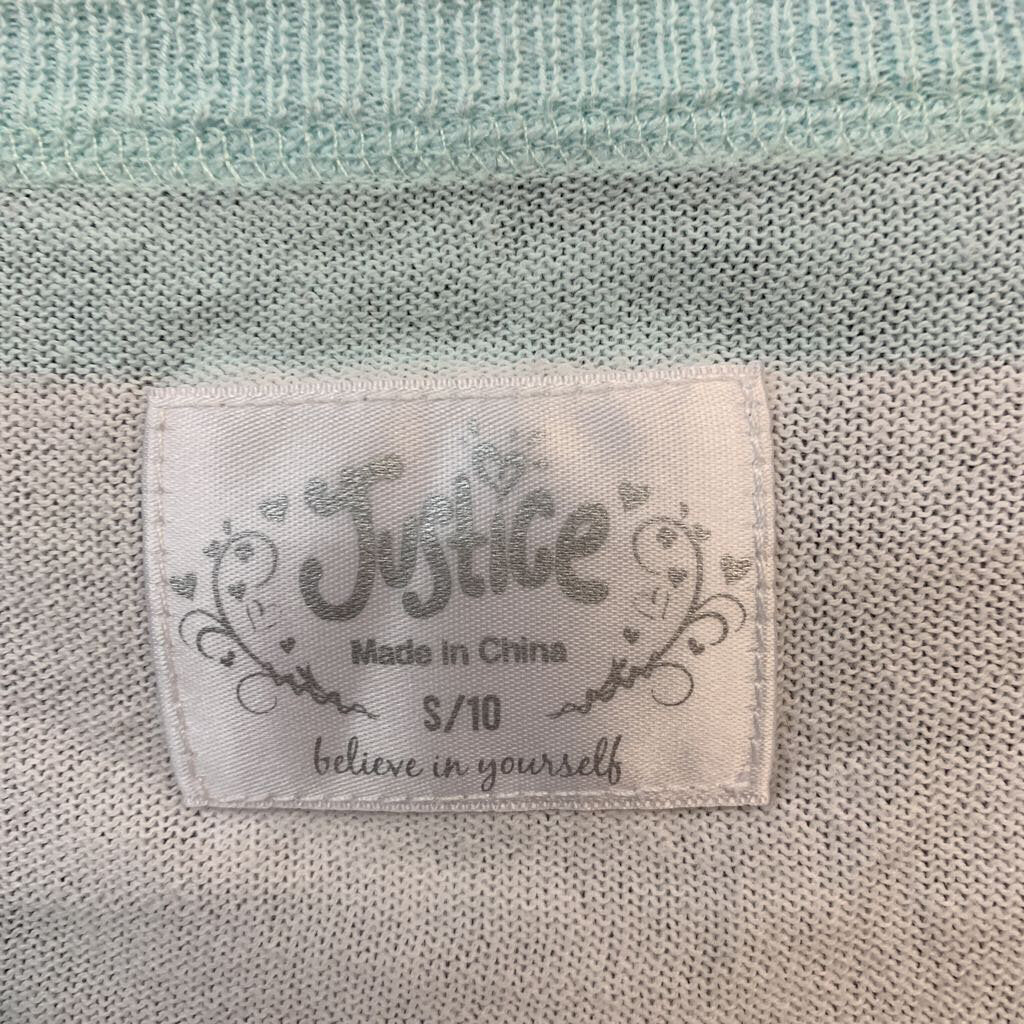 Justice
Made In China
S/10
believe in yourself